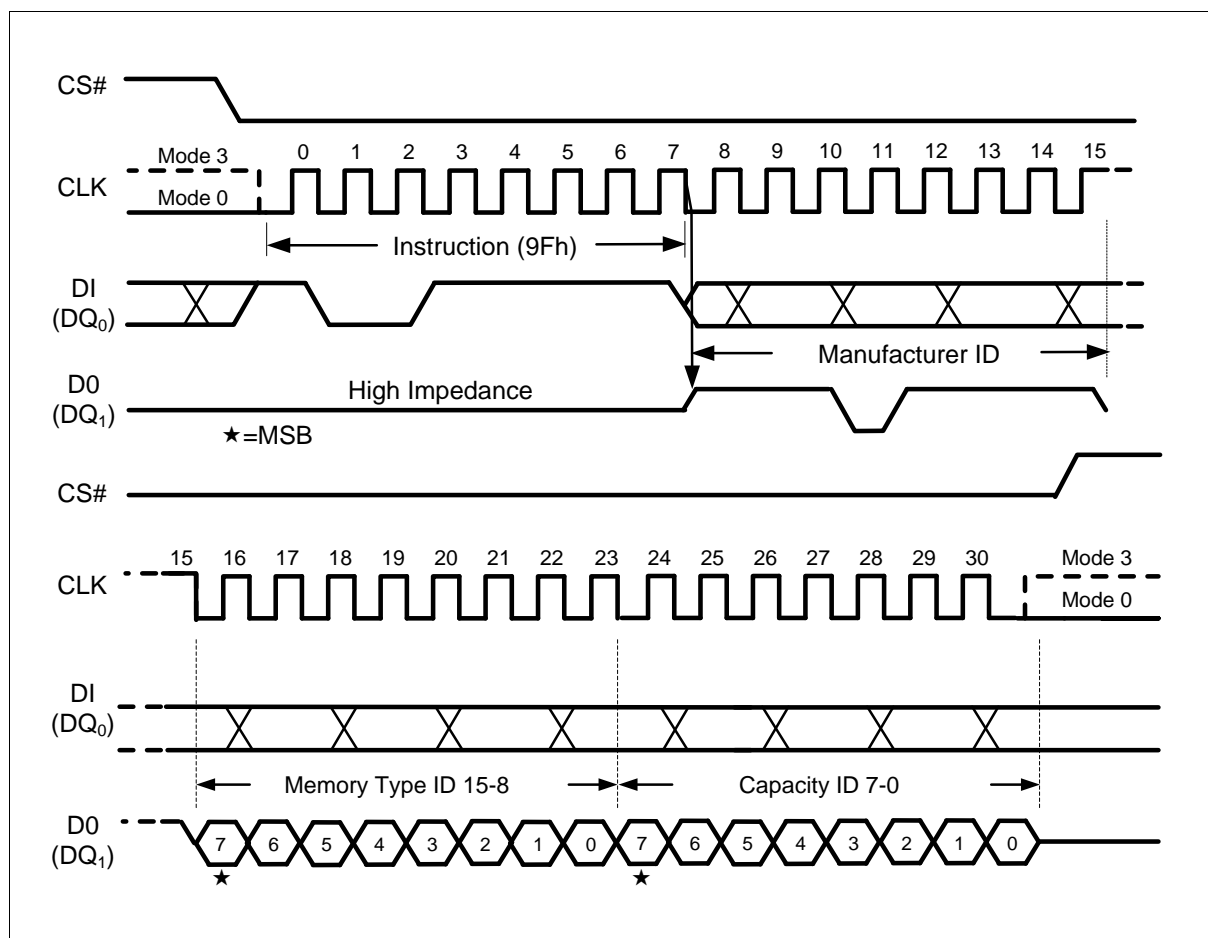 CS#
Mode 3
0 1 2 3 4 5 6 7 8 9 10 11 12 13 14 15
CLK
Mode 0
Instruction (9Fh)
DI
(DQ0)
Manufacturer ID
D0
(DQ1)
High Impedance
★=MSB
CS#
15 16 17 18 19 20 21 22 23 24 25 26 27 28 29 30
Mode 3
CLK
Mode 0
DI
(DQ0)
Memory Type ID 15-8
Capacity ID 7-0
D0
(DQ1)
7 6 5 4 3 2 1 0 7 6 5 4 3 2 1 0
★ ★